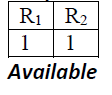 R₁ R₂
1 1
Available